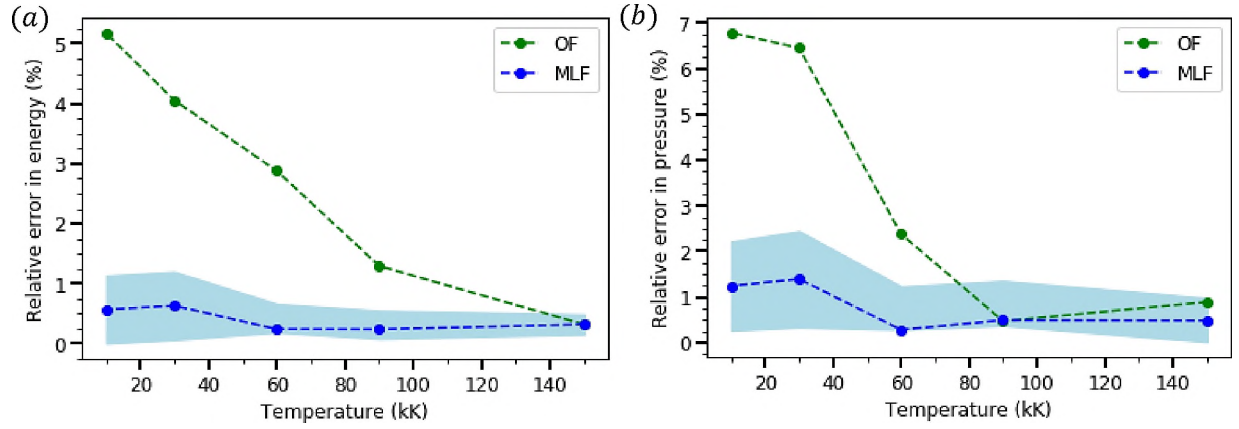 (a)
OF
MLF
Relative error in energy (%)
5
4
3
2
1
0
20 40 60 80 100 120 140
Temperature (kK)
(b)
OF
MLF
Relative error in pressure (%)
7
6
5
4
3
2
1
0
20 40 60 80 100 120 140
Temperature (kK)